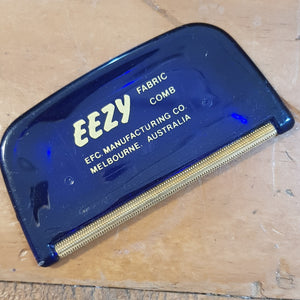 EEZY FABRIC
COMB
EFC MANUFACTURING CO.
MELBOURNE. AUSTRALIA